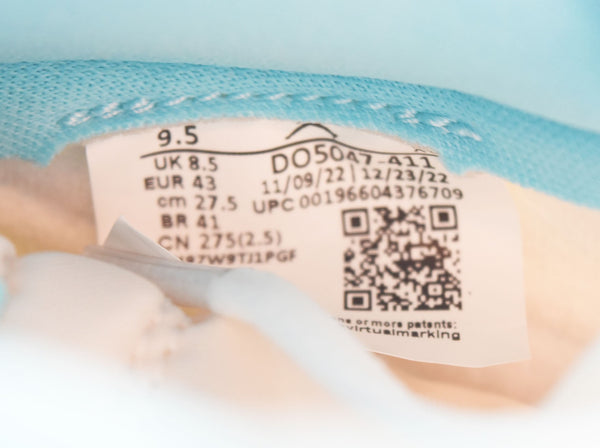 9.5
UK 8.5
EUR 43
cm 27.5
BR 41
CN 275(2.5)
DO5047-411
11/09/22 | 12/23/22
UPC 00196604376709
or more patents:
virtualmarking